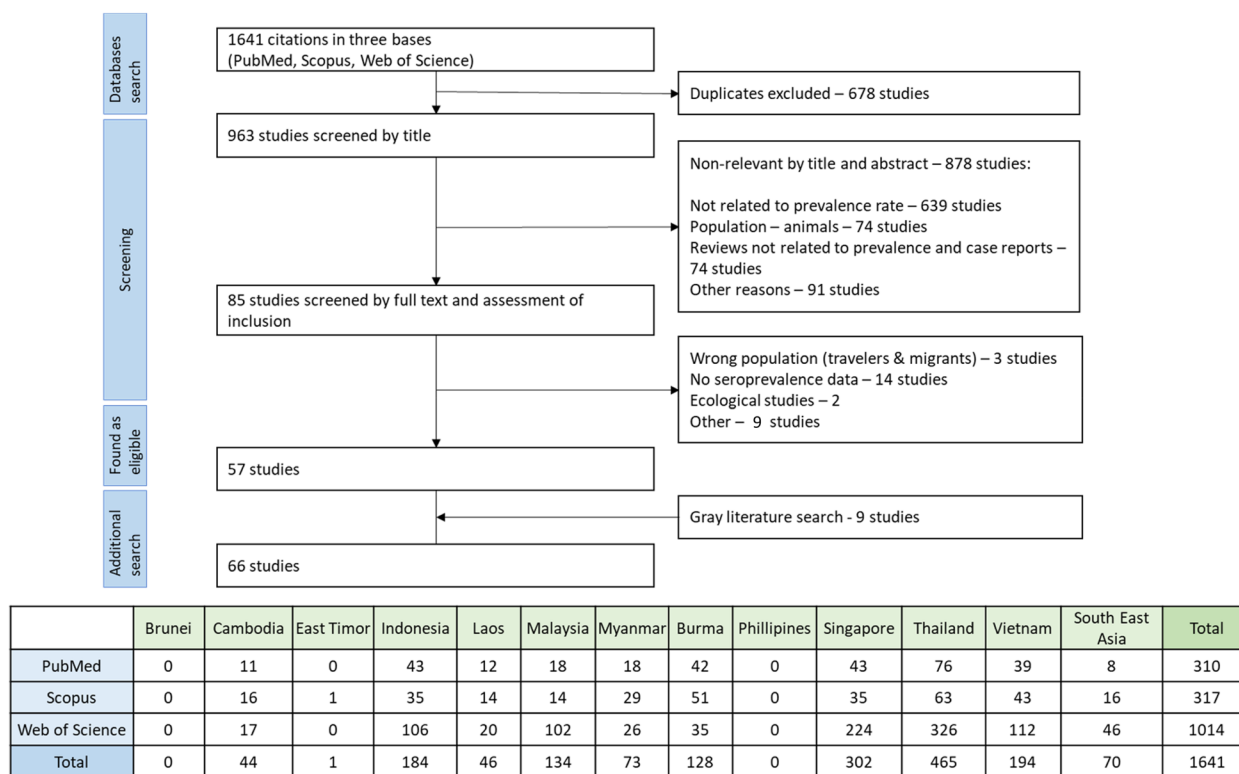 Databases
search
1641 citations in three bases
(PubMed, Scopus, Web of Science)
Duplicates excluded – 678 studies
Screening
963 studies screened by title
Non-relevant by title and abstract – 878 studies:
Not related to prevalence rate – 639 studies
Population – animals – 74 studies
Reviews not related to prevalence and case reports –
74 studies
Other reasons – 91 studies
85 studies screened by full text and assessment of
inclusion
Wrong population (travelers & migrants) – 3 studies
No seroprevalence data – 14 studies
Ecological studies – 2
Other – 9 studies
Found as
eligible
57 studies
Additional
search
Gray literature search - 9 studies
66 studies
Brunei Cambodia East Timor Indonesia Laos Malaysia Myanmar Burma Phillipines Singapore Thailand Vietnam South East Asia Total
PubMed 0 11 0 43 12 18 18 42 0 43 76 39 8 310
Scopus 0 16 1 35 14 14 29 51 0 35 63 43 16 317
Web of Science 0 17 0 106 20 102 26 35 0 224 326 112 46 1014
Total 0 44 1 184 46 134 73 128 0 302 465 194 70 1641